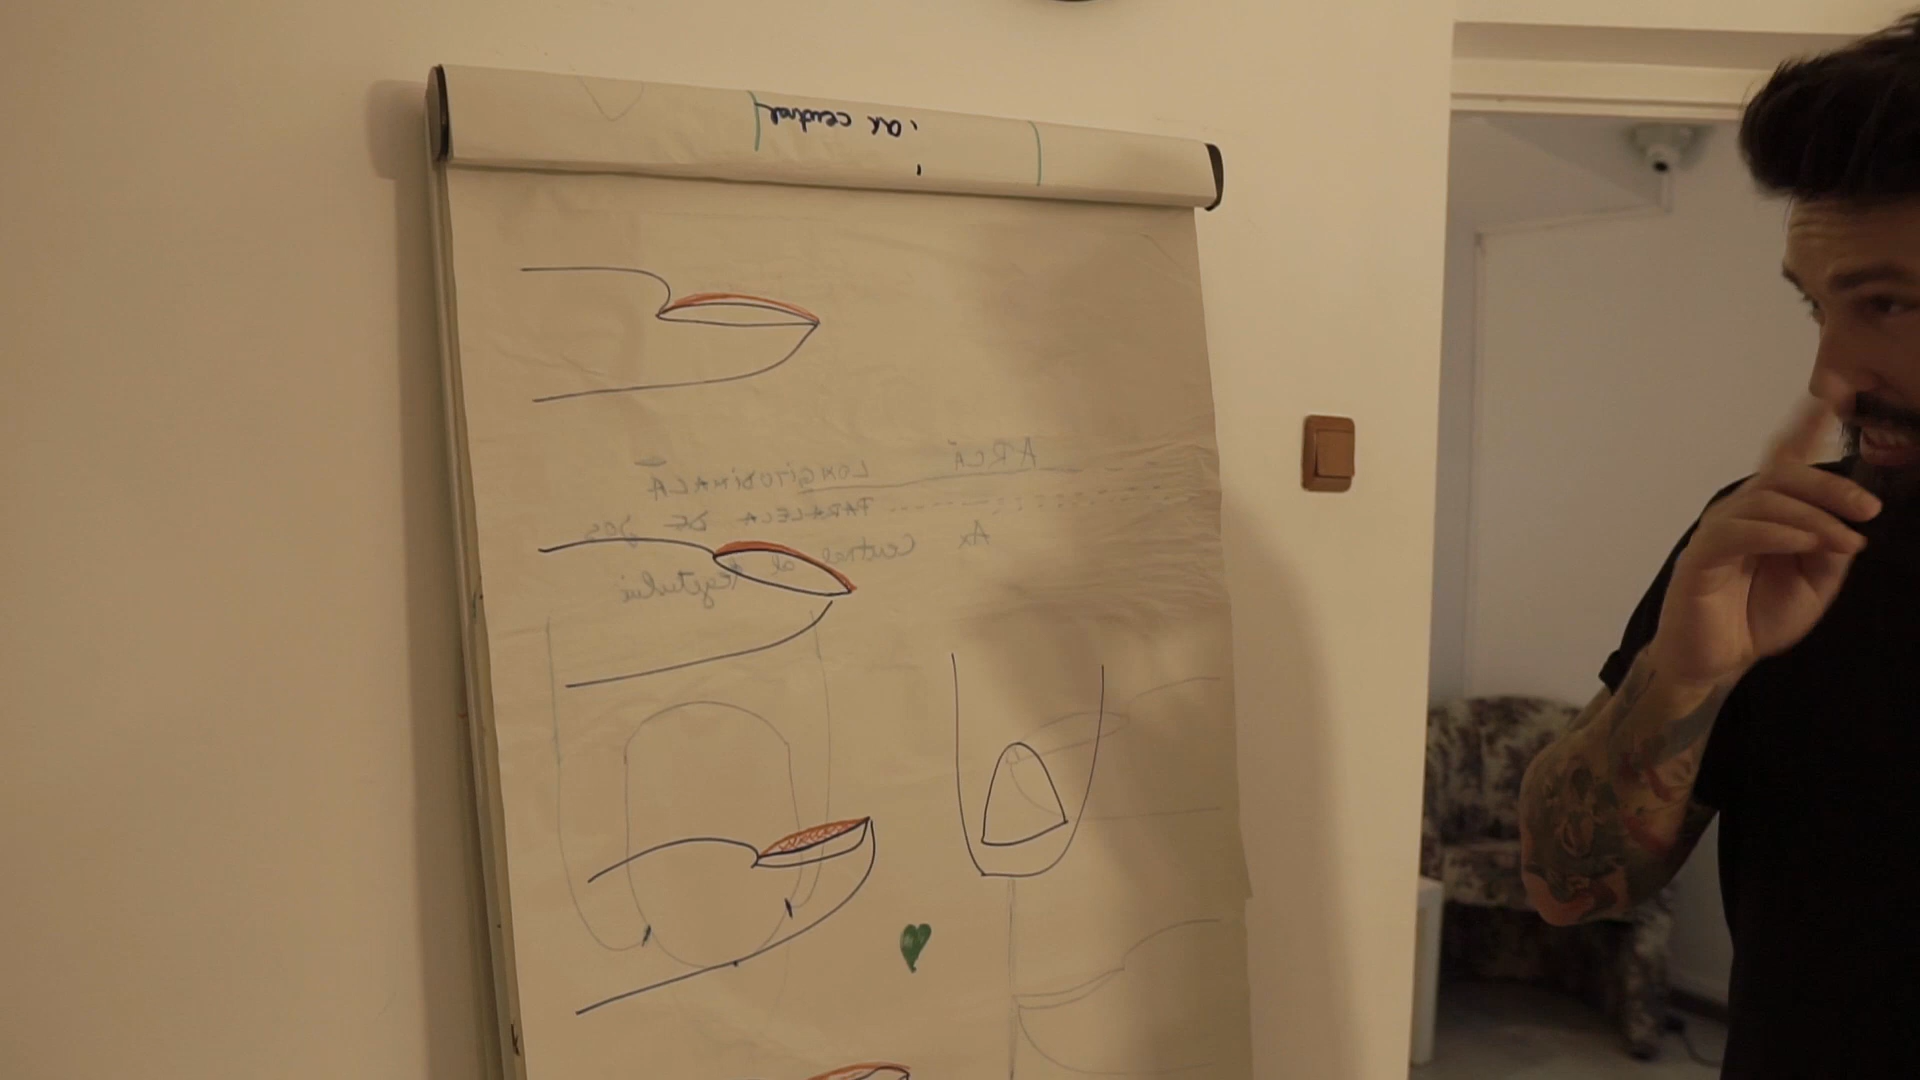 ax central
ARCĂ LONGITUDINALĂ
PARALELĂ DE jos
Ax Central al degetului